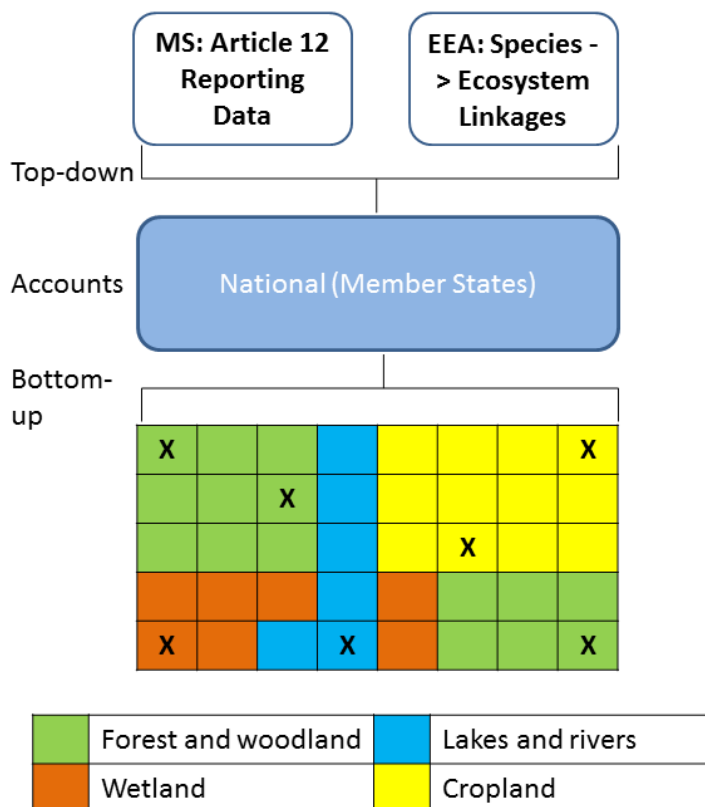 MS: Article 12
Reporting
Data
EEA: Species -
> Ecosystem
Linkages
Top-down
Accounts
National (Member States)
Bottom-
up
X X
X
X
X X X
Forest and woodland
Lakes and rivers
Wetland
Cropland